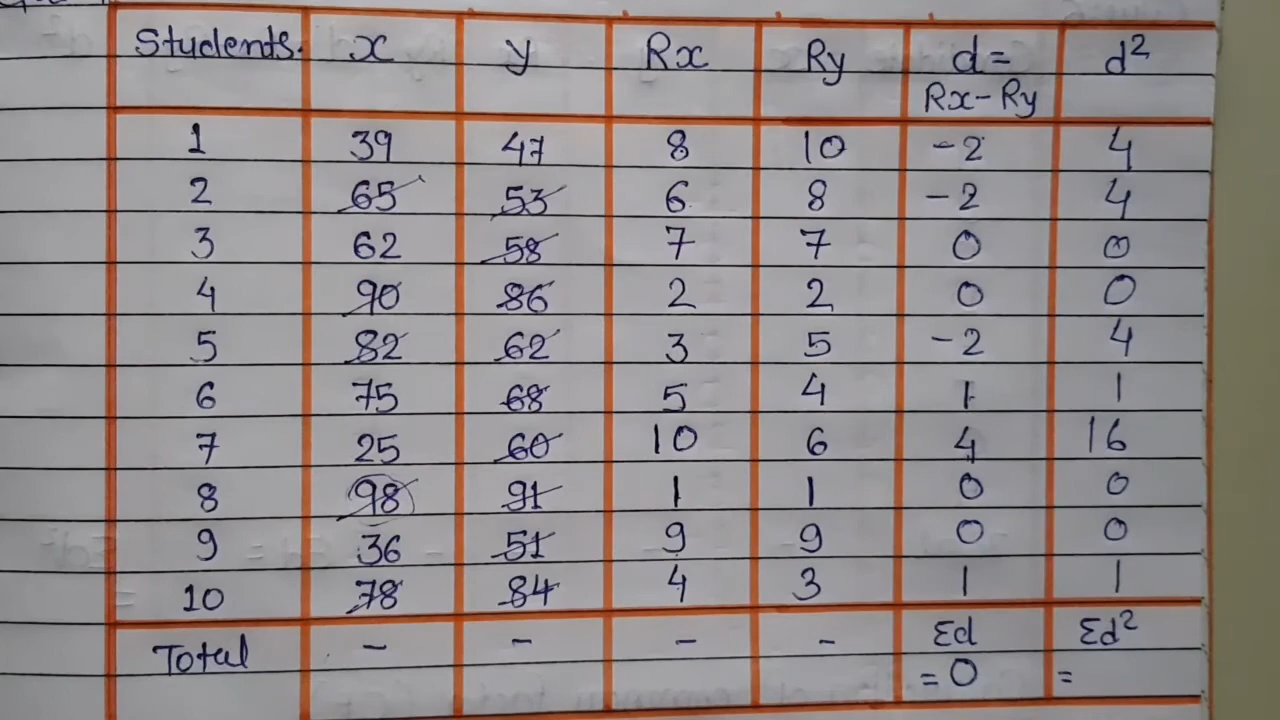 Students. x y Rx Ry d= d²
Rx-Ry
1 39 47 8 10 -2 4
2 65 53 6 8 -2 4
3 62 58 7 7 0 0
4 90 86 2 2 0 0
5 82 62 3 5 -2 4
6 75 68 5 4 1 1
7 25 60 10 6 4 16
8 98 91 1 1 0 0
9 36 51 9 9 0 0
10 78 84 4 3 1 1
Total - - - - Σd Σd²
=0 =